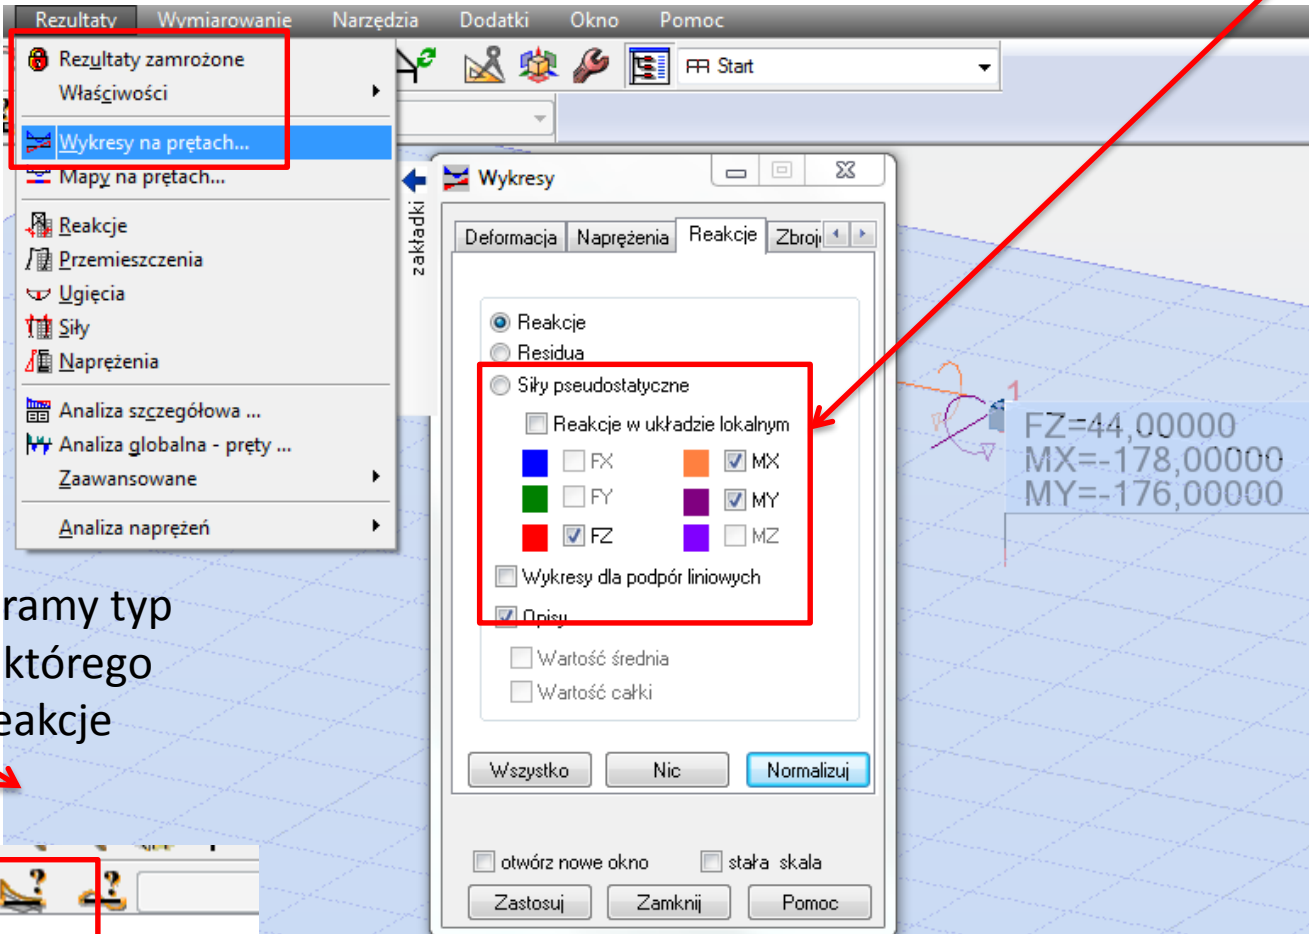 Rezultaty Wymiarowanie Narzędzia Dodatki Okno Pomoc
Rezultaty zamrożone
Właściwości
Wykresy na prętach...
Mapy na prętach...
Reakcje
Przemieszczenia
Ugięcia
Siły
Naprężenia
Analiza szczegółowa ...
Analiza globalna - pręty ...
Zaawansowane
Analiza naprężeń
Start
zakładki
Wykresy
Deformacja Naprężenia Reakcje Zbroj
Reakcje
Residua
Siły pseudostatyczne
Reakcje w układzie lokalnym
FX MX
FY MY
FZ MZ
Wykresy dla podpór liniowych
Opisy
Wartość średnia
Wartość całki
Wszystko Nic Normalizuj
otwórz nowe okno stała skala
Zastosuj Zamknij Pomoc
1
FZ=44,00000
MX=-178,00000
MY=-176,00000
ramy typ
którego
eakcje